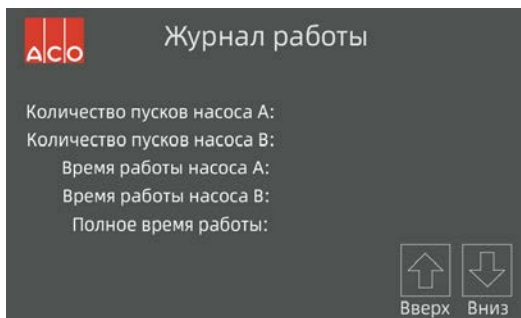 ACO
Журнал работы
Количество пусков насоса A:
Количество пусков насоса B:
Время работы насоса A:
Время работы насоса B:
Полное время работы:
Вверх Вниз